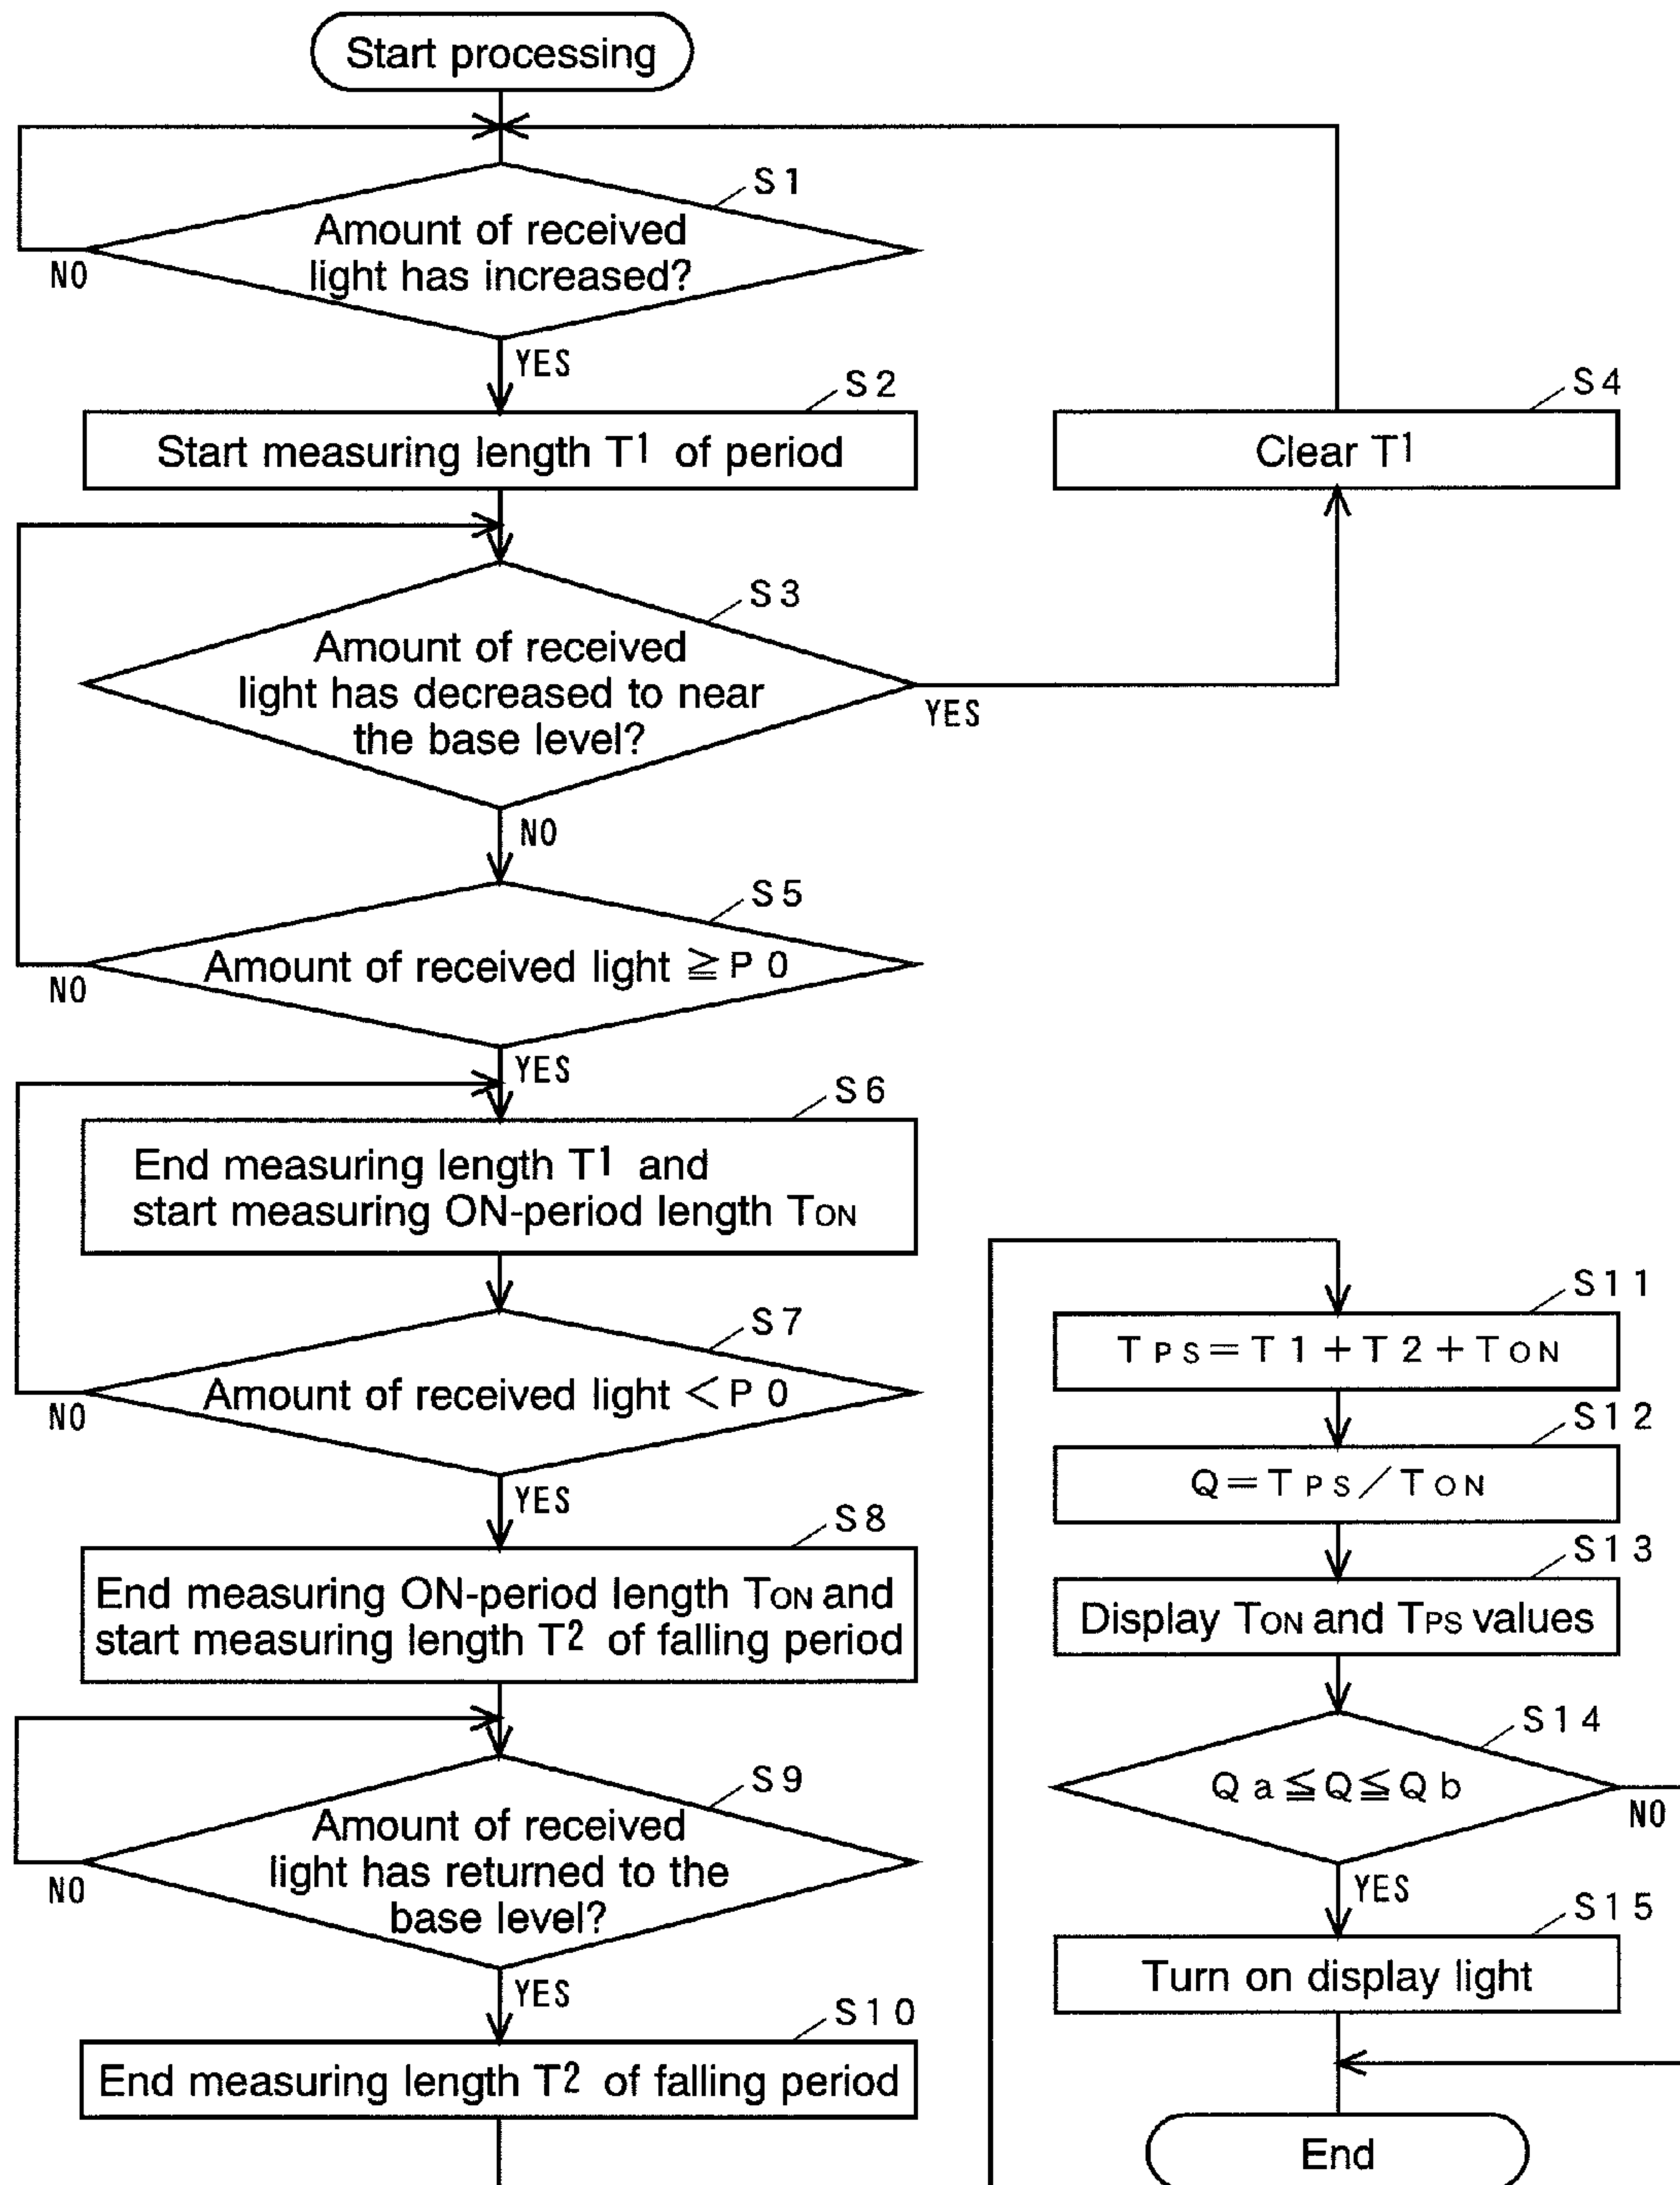 Start processing
S1
Amount of received
light has increased?
NO
YES
S2
Start measuring length T1 of period
S4
Clear T1
S3
Amount of received
light has decreased to near
the base level?
YES
NO
S5
Amount of received light ≧ P0
NO
YES
S6
End measuring length T1 and
start measuring ON-period length TON
S7
Amount of received light < P0
NO
YES
S8
End measuring ON-period length TON and
start measuring length T2 of falling period
S9
Amount of received
light has returned to the
base level?
NO
YES
S10
End measuring length T2 of falling period
S11
TPS=T1+T2+TON
S12
Q=TPS/TON
S13
Display TON and TPS values
S14
Qa≦Q≦Qb
NO
YES
S15
Turn on display light
End